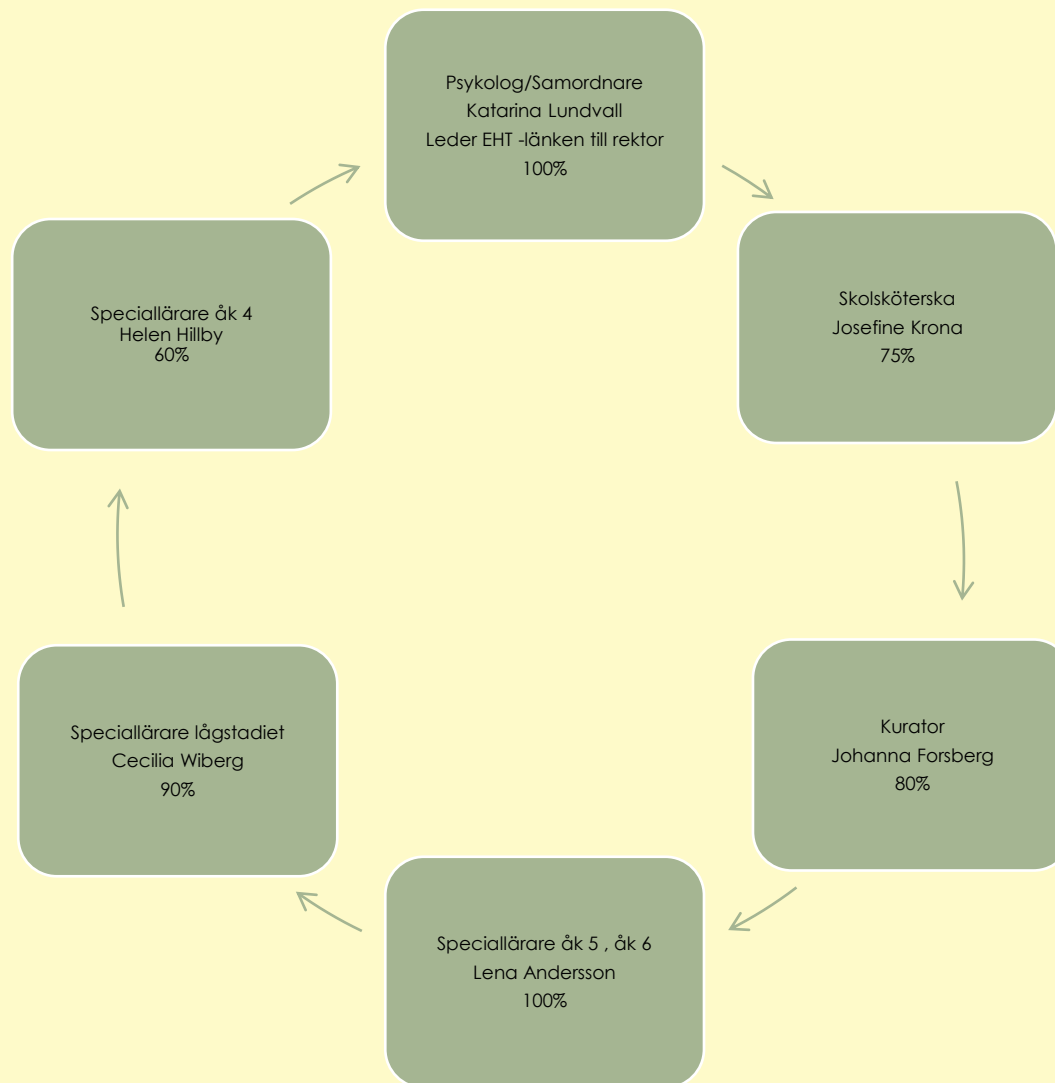 Psykolog/Samordnare
Katarina Lundvall
Leder EHT -länken till rektor
100%
Skolsköterska
Josefine Krona
75%
Kurator
Johanna Forsberg
80%
Speciallärare åk 5 , åk 6
Lena Andersson
100%
Speciallärare lågstadiet
Cecilia Wiberg
90%
Speciallärare åk 4
Helen Hillby
60%